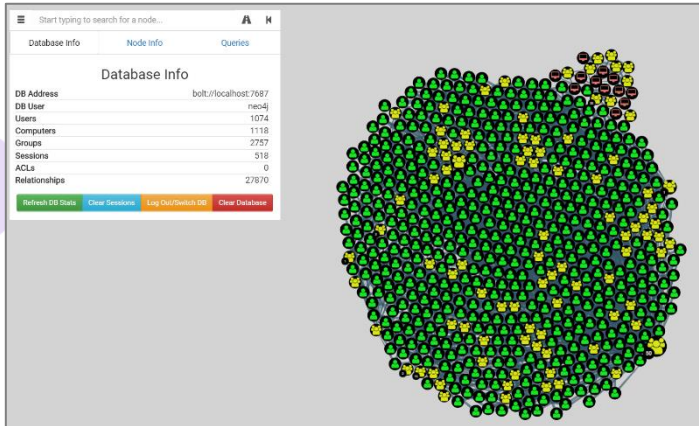 Start typing to search for a node...
Database Info Node Info Queries
Database Info
DB Address bolt://localhost:7687
DB User neo4j
Users 1074
Computers 1118
Groups 2757
Sessions 518
ACLs 0
Relationships 27870
Refresh DB Stats Clear Sessions Log Out/Switch DB Clear Database